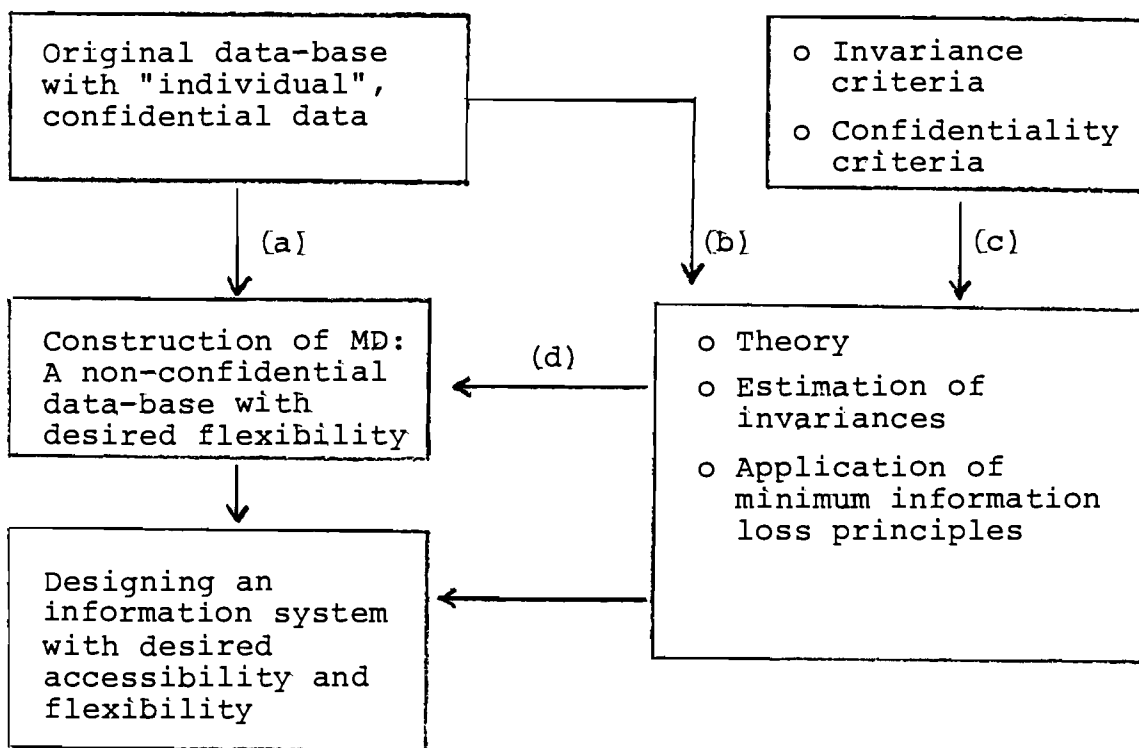 Original data-base
with "individual",
confidential data
o Invariance
criteria
o Confidentiality
criteria
(a)
(b)
(c)
Construction of MD:
A non-confidential
data-base with
desired flexibility
(d)
o Theory
o Estimation of
invariances
o Application of
minimum information
loss principles
Designing an
information system
with desired
accessibility and
flexibility